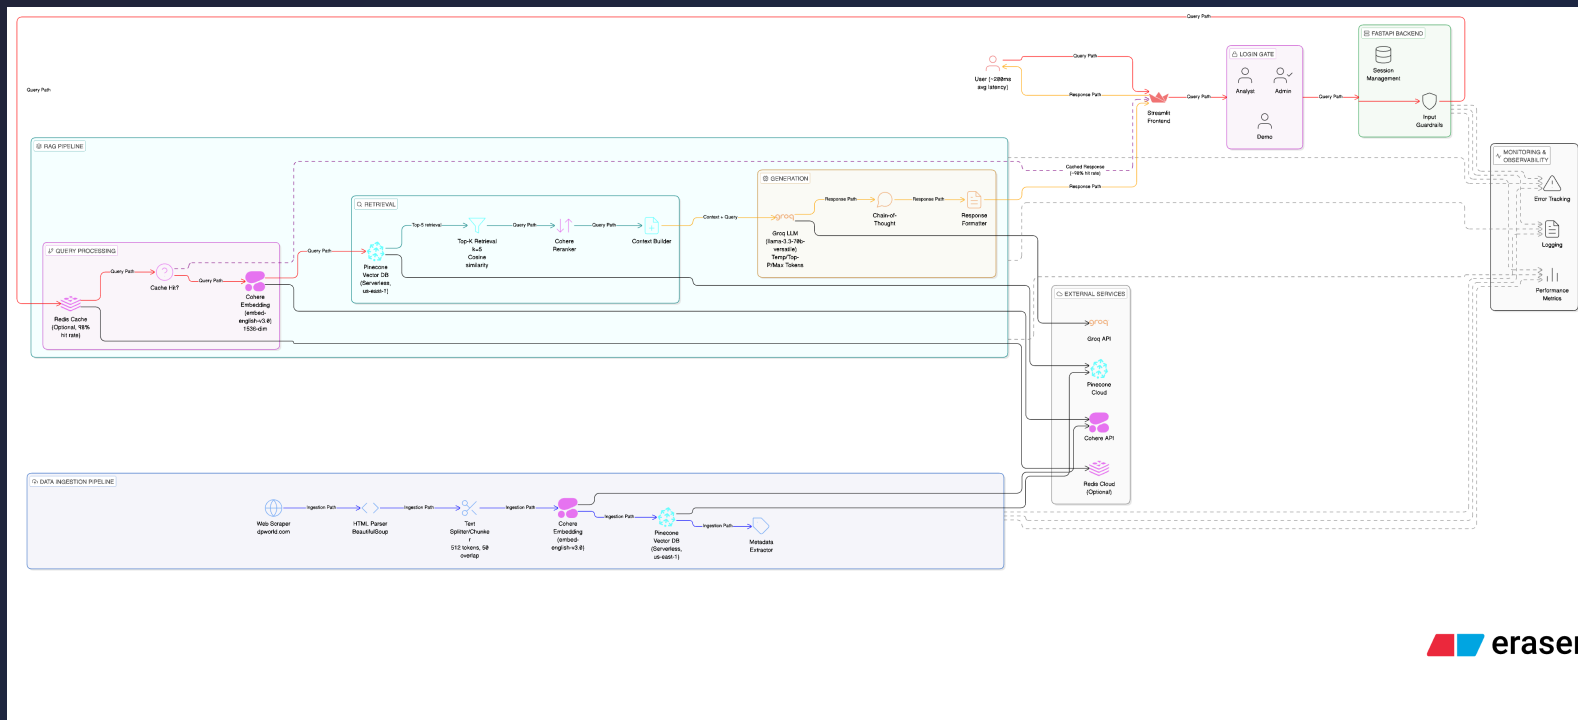 Query Path
FASTAPI BACKEND
LOGIN GATE
Query Path
Session
Management
User (~200ms
avg latency)
Analyst
Admin
Query Path
Response Path
Query Path
Query Path
Streamlit
Frontend
Input
Guardrails
Demo
RAG PIPELINE
MONITORING &
OBSERVABILITY
Cached Response
(~90% hit rate)
GENERATION
Response Path
Error Tracking
RETRIEVAL
Response Path
Response Path
Context + Query
Top-5 retrieval
Query Path
Query Path
Chain-of-
Thought
Response
Formatter
Groq LLM
(llama-3.3-70b-
versatile)
Temp/Top-
P/Max Tokens
Top-K Retrieval
k=5
Cosine
similarity
Cohere
Reranker
Context Builder
Logging
QUERY PROCESSING
Query Path
Pinecone
Vector DB
(Serverless,
us-east-1)
Query Path
Query Path
Cache Hit?
Cohere
Embedding
(embed-
english-v3.0)
1536-dim
Redis Cache
(Optional, 90%
hit rate)
Performance
Metrics
EXTERNAL SERVICES
Groq API
Pinecone
Cloud
Cohere API
Redis Cloud
(Optional)
DATA INGESTION PIPELINE
Ingestion Path
Ingestion Path
Ingestion Path
Ingestion Path
Ingestion Path
Web Scraper
dpworld.com
HTML Parser
BeautifulSoup
Text
Splitter/Chunke
r
512 tokens, 50
overlap
Cohere
Embedding
(embed-
english-v3.0)
Pinecone
Vector DB
(Serverless,
us-east-1)
Metadata
Extractor
eraser